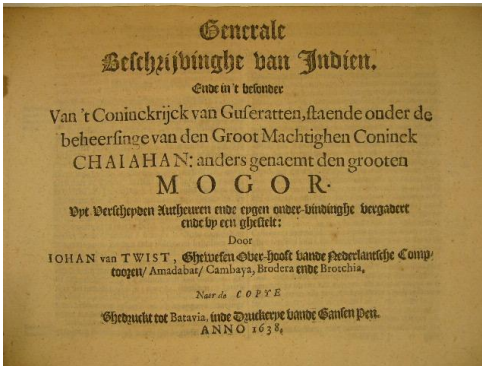 Generale
Beschrijvinghe van Indien.
Ende in't besonder
Van 't Coninckrijck van Guseratten, staende onder de
beheersinge van den Groot Machtighen Coninck
CHAIAHAN: anders genaemt den grooten
MOGOR.
Uyt Verscheyden Autheuren ende eygen onder-vindinghe vergadert
ende by een ghestelt:
Door
IOHAN van TWIST, Ghewesen Over-hooft vande Nederlantsche Comp-
tooren/ Amadabat/ Cambaya, Brodera ende Brotchia,
Naer de COPYE
Ghedruckt tot Batavia, inde Druckerye vande Gansen Pen.
ANNO 1638.